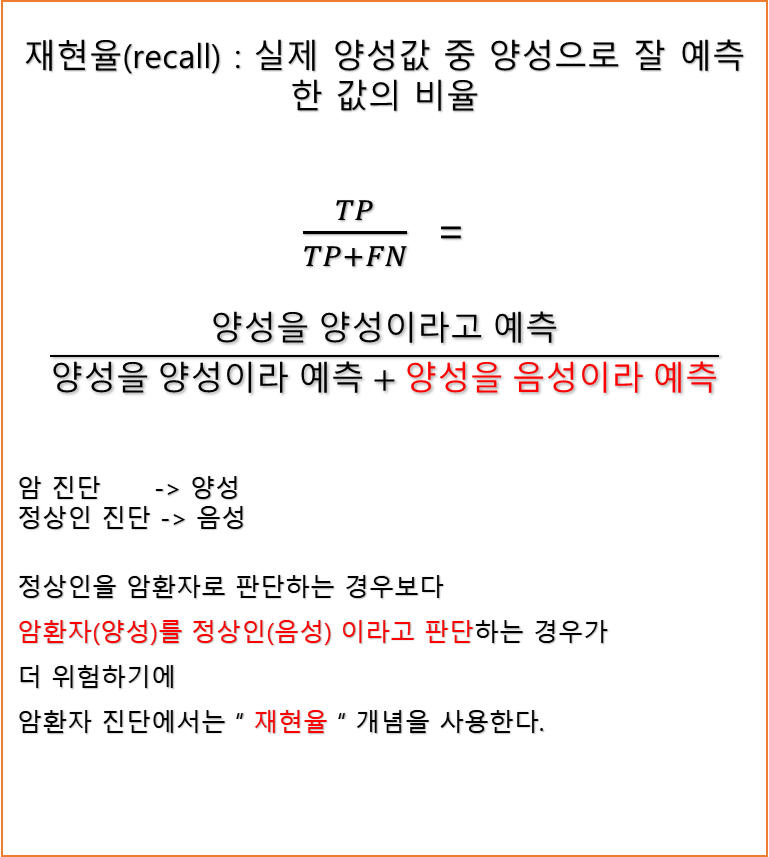 재현율(recall) : 실제 양성값 중 양성으로 잘 예측
한 값의 비율
TP
TP+FN =
양성을 양성이라고 예측
양성을 양성이라 예측 + 양성을 음성이라 예측
암 진단 -> 양성
정상인 진단 -> 음성
정상인을 암환자로 판단하는 경우보다
암환자(양성)를 정상인(음성) 이라고 판단하는 경우가
더 위험하기에
암환자 진단에서는 " 재현율 " 개념을 사용한다.